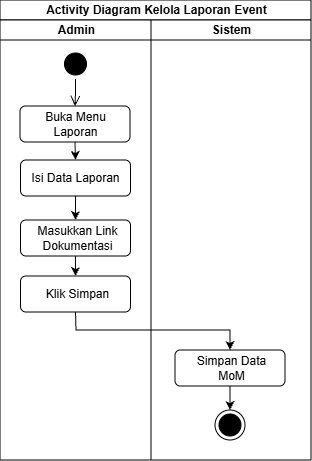 Activity Diagram Kelola Laporan Event
Admin
Sistem
Buka Menu
Laporan
Isi Data Laporan
Masukkan Link
Dokumentasi
Klik Simpan
Simpan Data
MoM